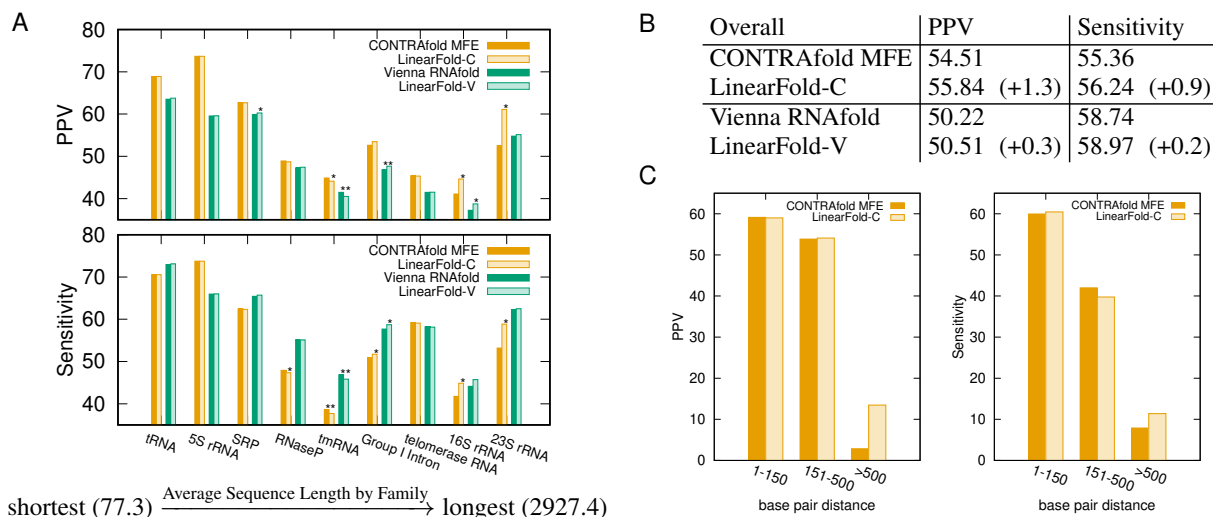 A
80
70
60
50
40
PPV
CONTRAfold MFE
LinearFold-C
Vienna RNAfold
LinearFold-V
*
*
**
**
*
*
*
80
70
60
50
40
Sensitivity
CONTRAfold MFE
LinearFold-C
Vienna RNAfold
LinearFold-V
*
**
**
*
*
*
*
tRNA
5S rRNA
SRP
RNaseP
tmRNA
Group I Intron
telomerase RNA
16S rRNA
23S rRNA
shortest (77.3) Average Sequence Length by Family longest (2927.4)
B
Overall PPV Sensitivity
CONTRAfold MFE 54.51 55.36
LinearFold-C 55.84 (+1.3) 56.24 (+0.9)
Vienna RNAfold 50.22 58.74
LinearFold-V 50.51 (+0.3) 58.97 (+0.2)
C
60
50
40
30
20
10
0
PPV
CONTRAfold MFE
LinearFold-C
1-150
151-500
>500
base pair distance
60
50
40
30
20
10
0
Sensitivity
CONTRAfold MFE
LinearFold-C
1-150
151-500
>500
base pair distance